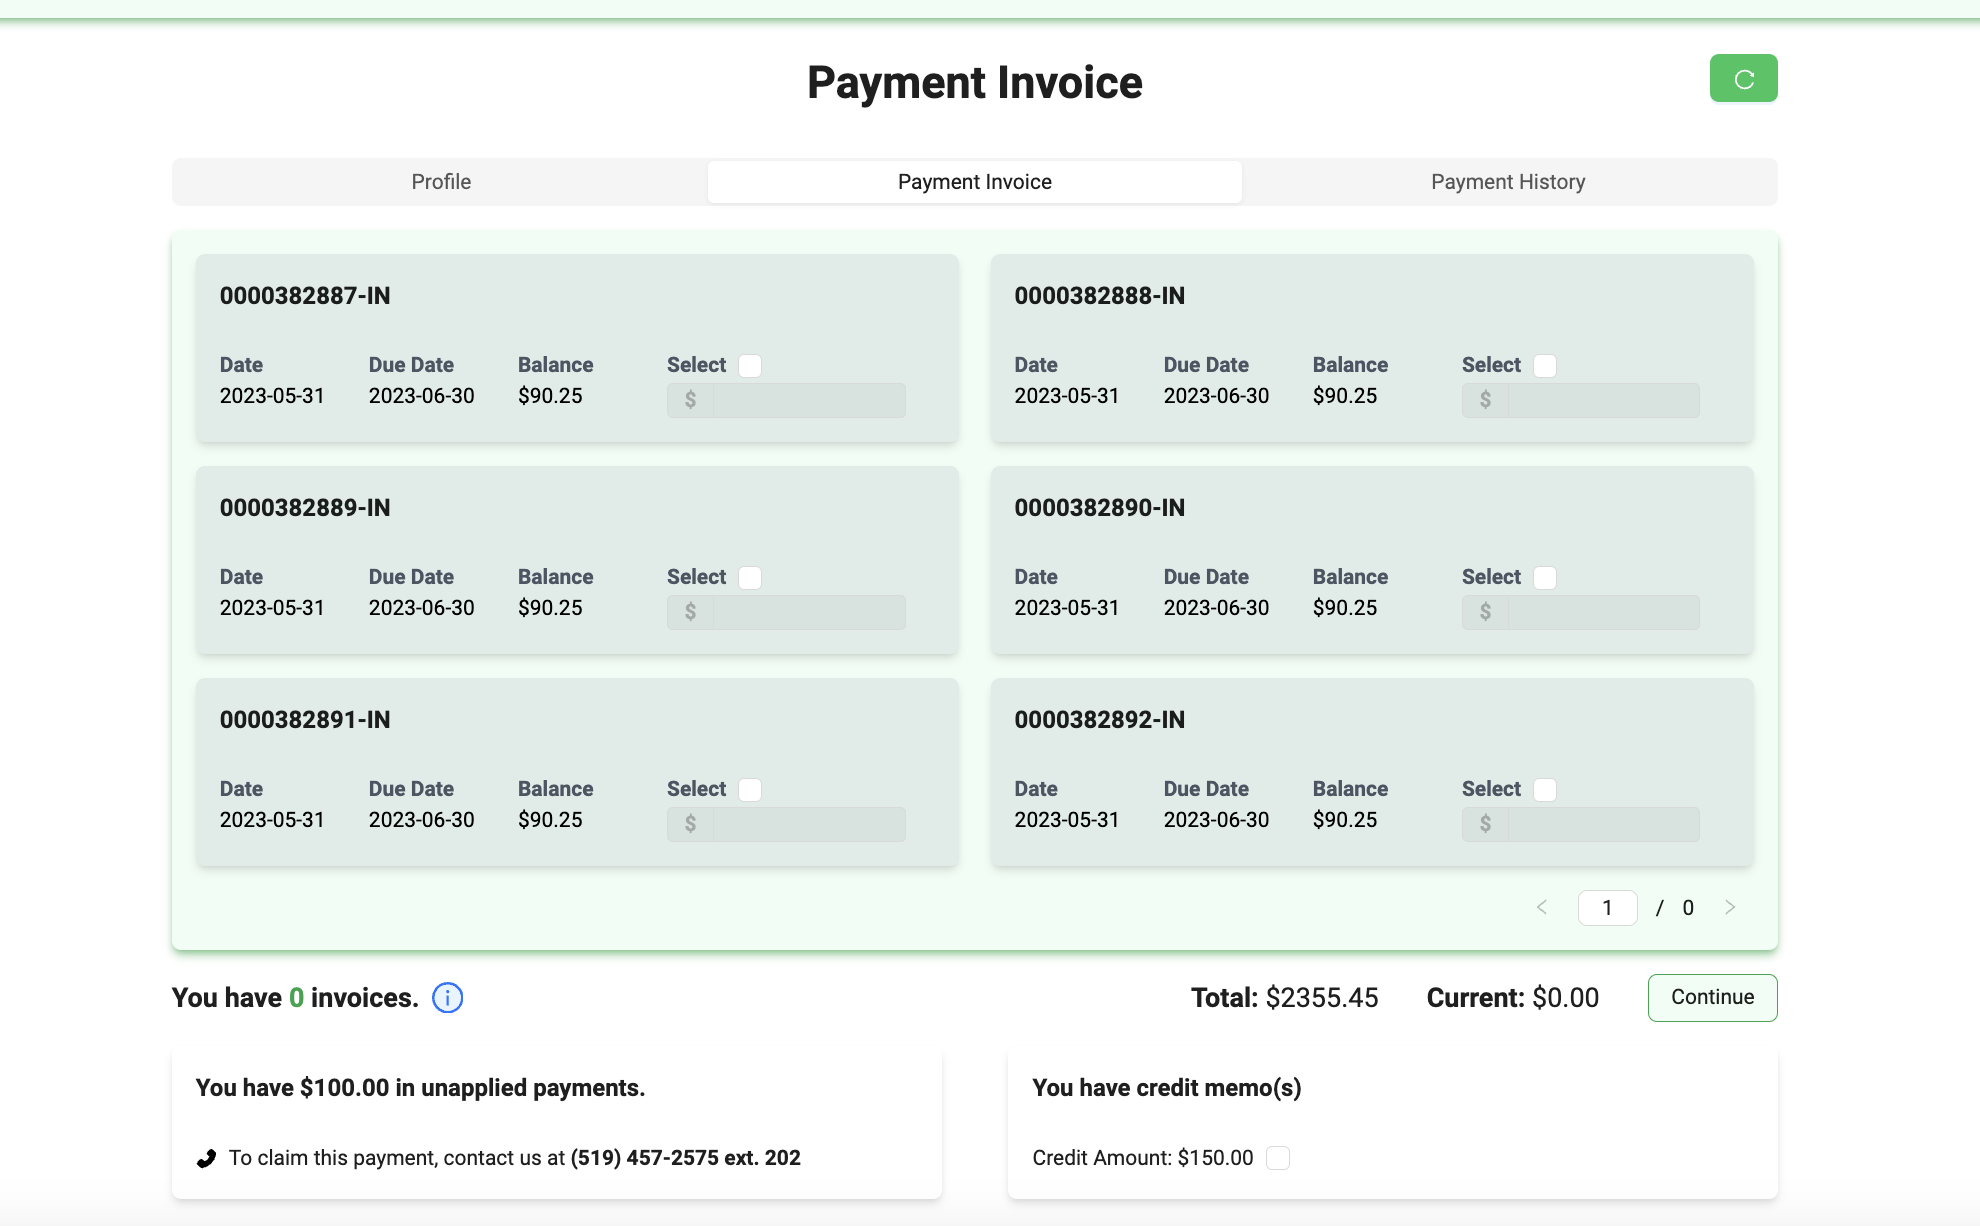 Payment Invoice
Profile
Payment Invoice
Payment History
0000382887-IN
Date
Due Date
Balance
Select
2023-05-31
2023-06-30
$90.25
$
0000382888-IN
Date
Due Date
Balance
Select
2023-05-31
2023-06-30
$90.25
$
0000382889-IN
Date
Due Date
Balance
Select
2023-05-31
2023-06-30
$90.25
$
0000382890-IN
Date
Due Date
Balance
Select
2023-05-31
2023-06-30
$90.25
$
0000382891-IN
Date
Due Date
Balance
Select
2023-05-31
2023-06-30
$90.25
$
0000382892-IN
Date
Due Date
Balance
Select
2023-05-31
2023-06-30
$90.25
$
< 1 / 0 >
You have 0 invoices.
Total: $2355.45
Current: $0.00
Continue
You have $100.00 in unapplied payments.
To claim this payment, contact us at (519) 457-2575 ext. 202
You have credit memo(s)
Credit Amount: $150.00